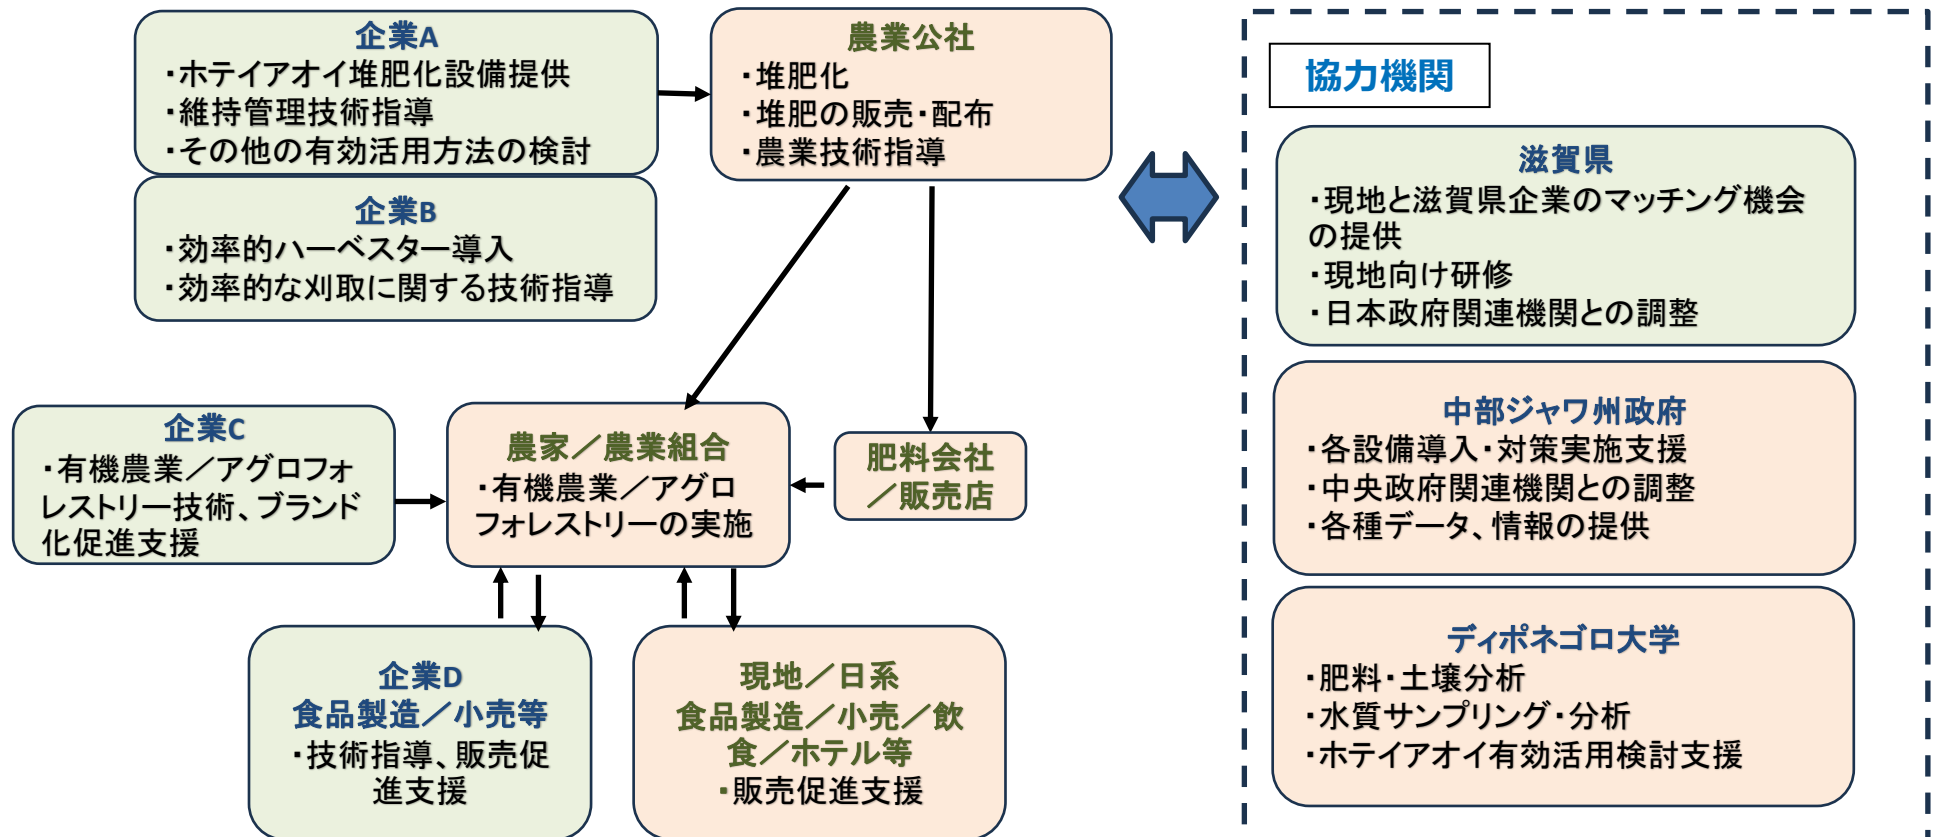 企業A
・ホテイアオイ堆肥化設備提供
・維持管理技術指導
・その他の有効活用方法の検討
企業B
・効率的ハーベスター導入
・効率的な刈取に関する技術指導
農業公社
・堆肥化
・堆肥の販売・配布
・農業技術指導
企業C
・有機農業／アグロフォ
レストリー技術、ブランド
化促進支援
農家／農業組合
・有機農業／アグロ
フォレストリーの実施
肥料会社
／販売店
企業D
食品製造／小売等
・技術指導、販売促
進支援
現地／日系
食品製造／小売／飲
食／ホテル等
・販売促進支援
協力機関
滋賀県
・現地と滋賀県企業のマッチング機会
の提供
・現地向け研修
・日本政府関連機関との調整
中部ジャワ州政府
・各設備導入・対策実施支援
・中央政府関連機関との調整
・各種データ、情報の提供
ディポネゴロ大学
・肥料・土壌分析
・水質サンプリング・分析
・ホテイアオイ有効活用検討支援